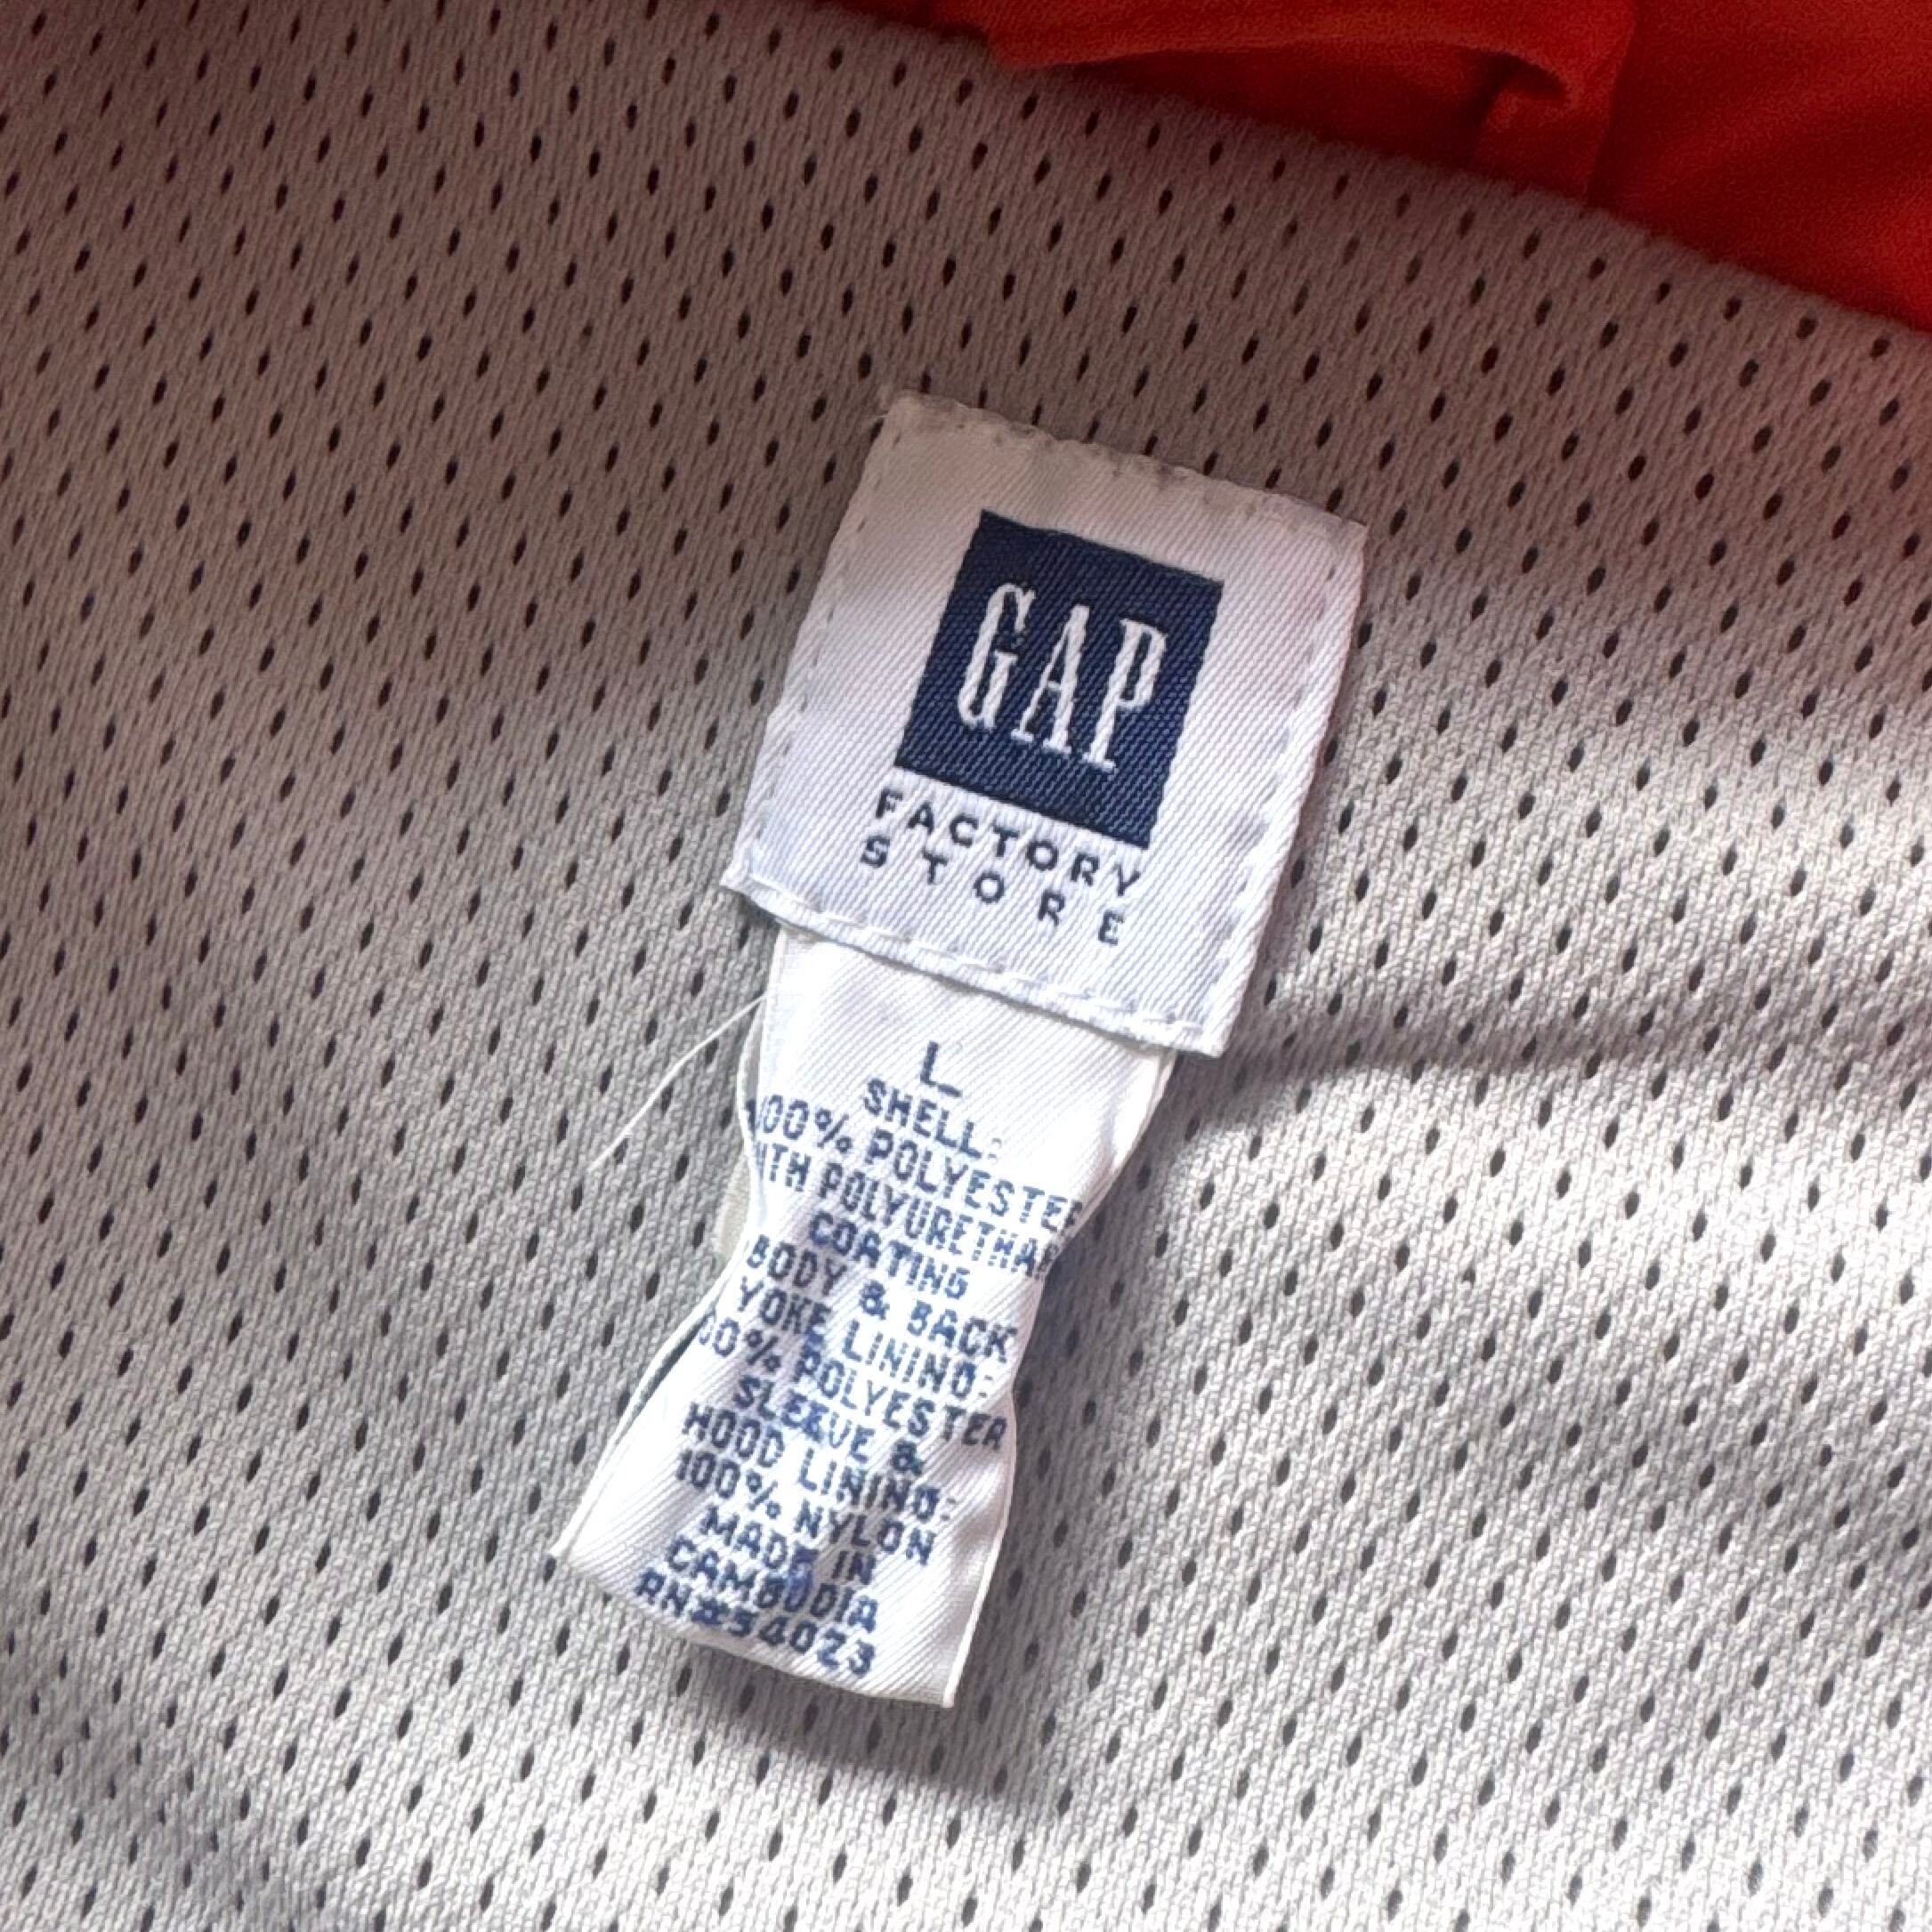 GAP
FACTORY
STORE
L
SHELL:
100% POLYESTER
WITH POLYURETHAN
COATING
BODY & BACK
YOKE LINING:
100% POLYESTER
SLEEVE &
HOOD LINING:
100% NYLON
MADE IN
CAMBODIA
RN#54023